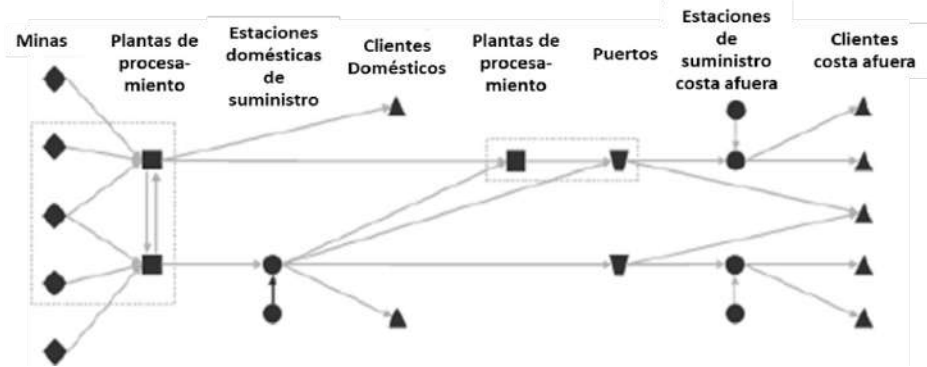 Minas
Plantas de
procesa-
miento
Estaciones
domésticas
de
suministro
Clientes
Domésticos
Plantas de
procesa-
miento
Puertos
Estaciones
de
suministro
costa afuera
Clientes
costa afuera